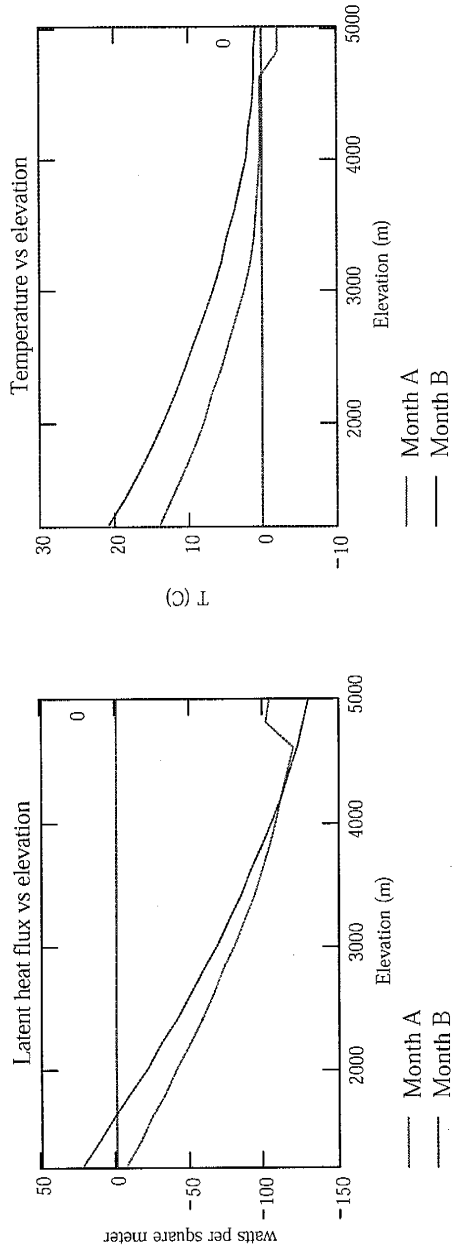 Latent heat flux vs elevation
50
0
-50
-100
-150
0
watts per square meter
2000
3000
4000
5000
Elevation (m)
Month A
Month B
Temperature vs elevation
30
20
10
0
-10
0
T (C)
2000
3000
4000
5000
Elevation (m)
Month A
Month B